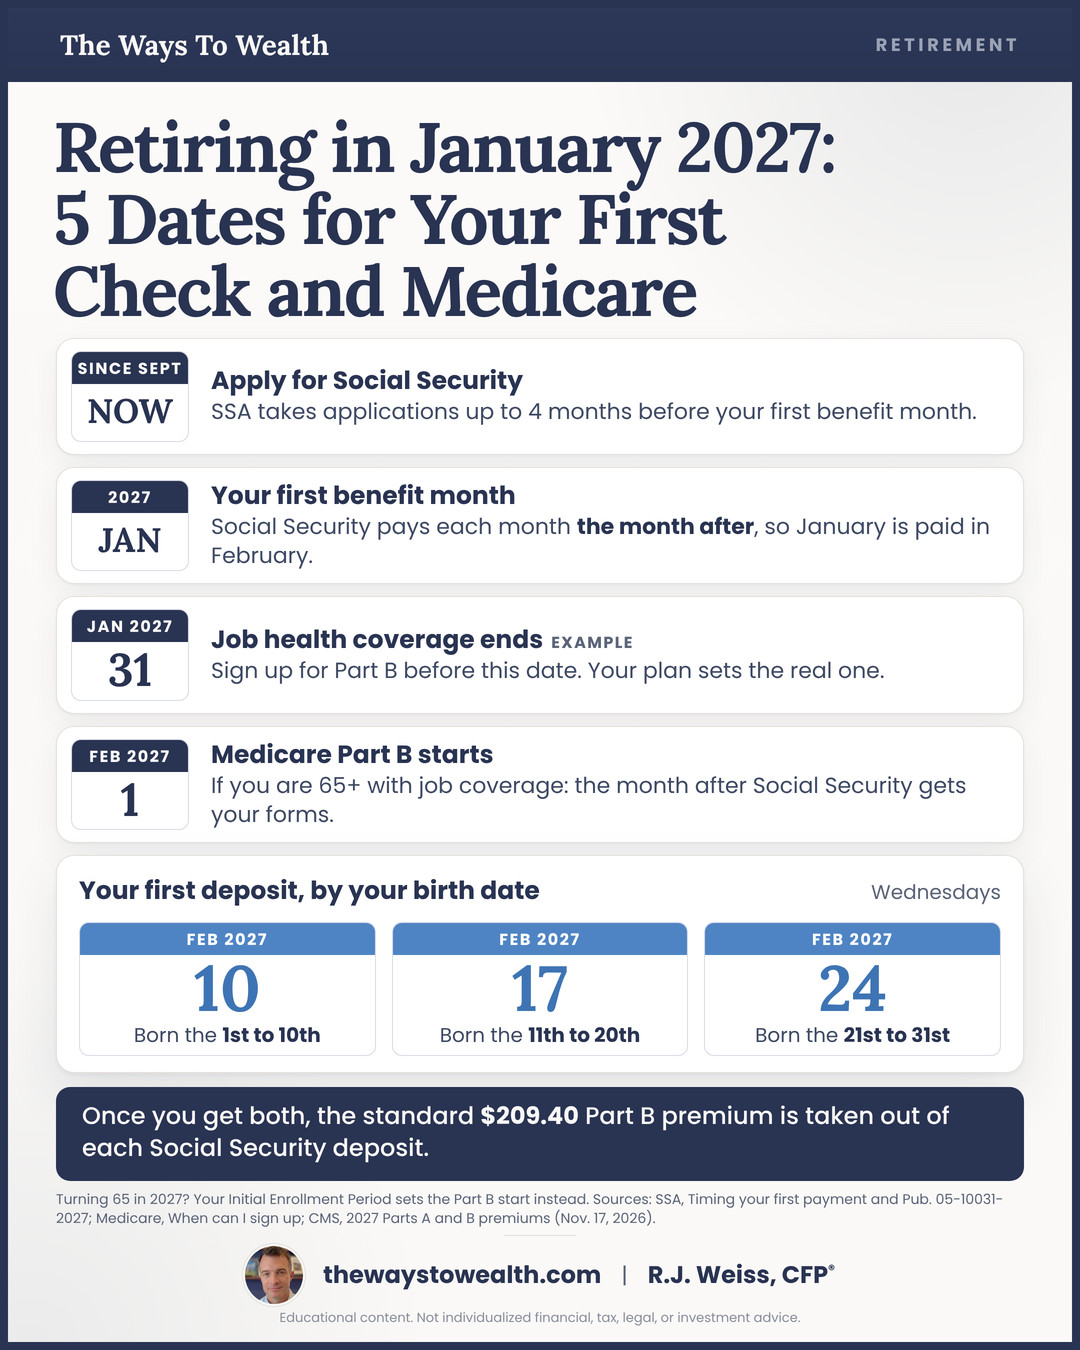 The Ways To Wealth
RETIREMENT
Retiring in January 2027:
5 Dates for Your First
Check and Medicare
SINCE SEPT
NOW
Apply for Social Security
SSA takes applications up to 4 months before your first benefit month.
2027
JAN
Your first benefit month
Social Security pays each month the month after, so January is paid in
February.
JAN 2027
31
Job health coverage ends EXAMPLE
Sign up for Part B before this date. Your plan sets the real one.
FEB 2027
1
Medicare Part B starts
If you are 65+ with job coverage: the month after Social Security gets
your forms.
Your first deposit, by your birth date
Wednesdays
FEB 2027
10
Born the 1st to 10th
FEB 2027
17
Born the 11th to 20th
FEB 2027
24
Born the 21st to 31st
Once you get both, the standard $209.40 Part B premium is taken out of
each Social Security deposit.
Turning 65 in 2027? Your Initial Enrollment Period sets the Part B start instead. Sources: SSA, Timing your first payment and Pub. 05-10031-
2027; Medicare, When can I sign up; CMS, 2027 Parts A and B premiums (Nov. 17, 2026).
thewaystowealth.com | R.J. Weiss, CFP®
Educational content. Not individualized financial, tax, legal, or investment advice.